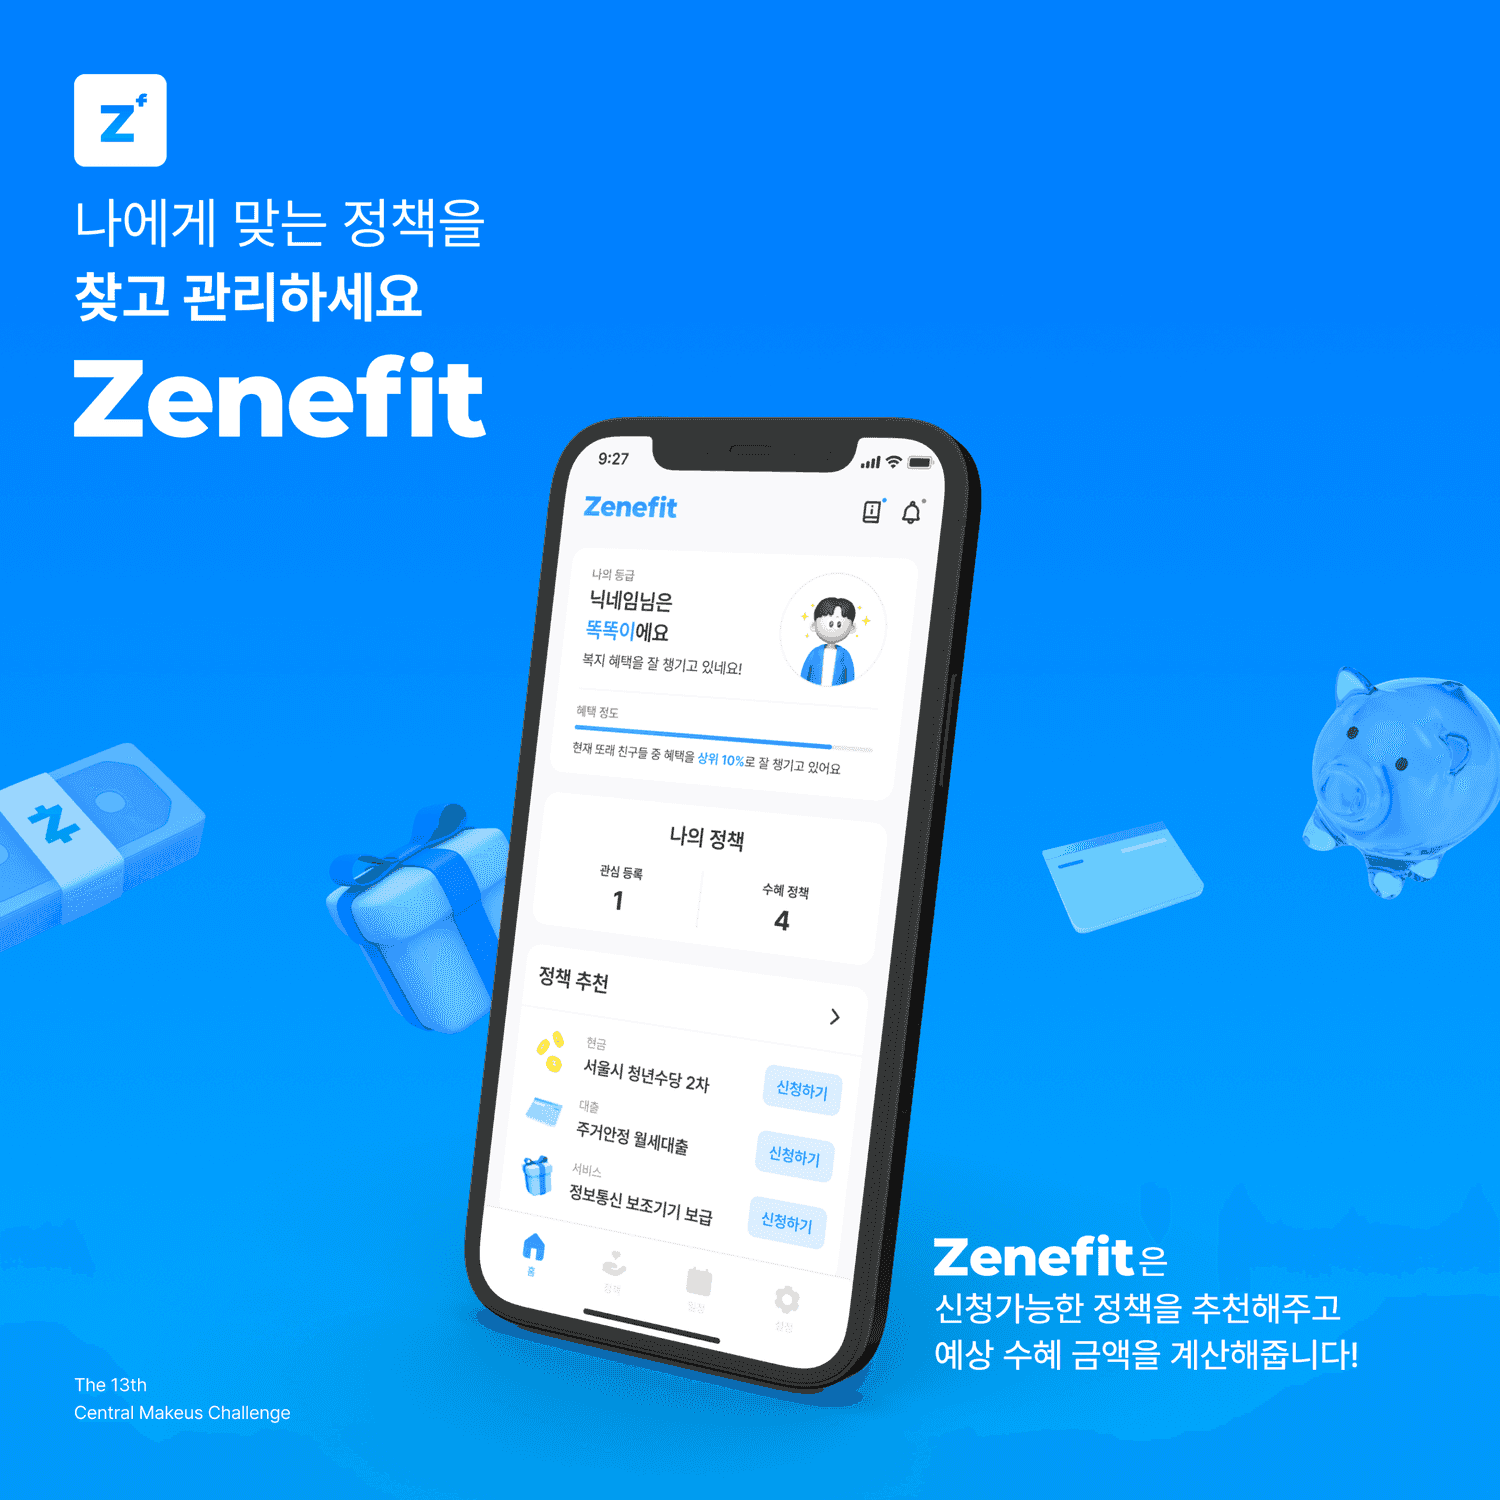 Zf
나에게 맞는 정책을
찾고 관리하세요
Zenefit
9:27
Zenefit
나의 등급
닉네임님은
똑똑이에요
복지 혜택을 잘 챙기고 있네요!
혜택 정도
현재 또래 친구들 중 혜택을 상위 10%로 잘 챙기고 있어요
나의 정책
관심 등록
1
수혜 정책
4
정책 추천
현금
서울시 청년수당 2차
신청하기
대출
주거안정 월세대출
신청하기
서비스
정보통신 보조기기 보급
신청하기
홈
정책
일정
설정
Zenefit은
신청가능한 정책을 추천해주고
예상 수혜 금액을 계산해줍니다!
The 13th
Central Makeus Challenge